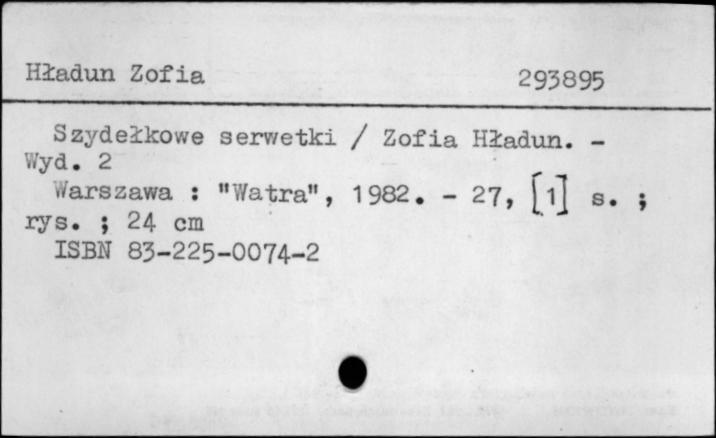 Hładun Zofia 293895
Szydełkowe serwetki / Zofia Hładun. -
Wyd. 2
Warszawa : "Watra", 1982. - 27, [1] s. ;
rys. ; 24 cm
ISBN 83-225-0074-2